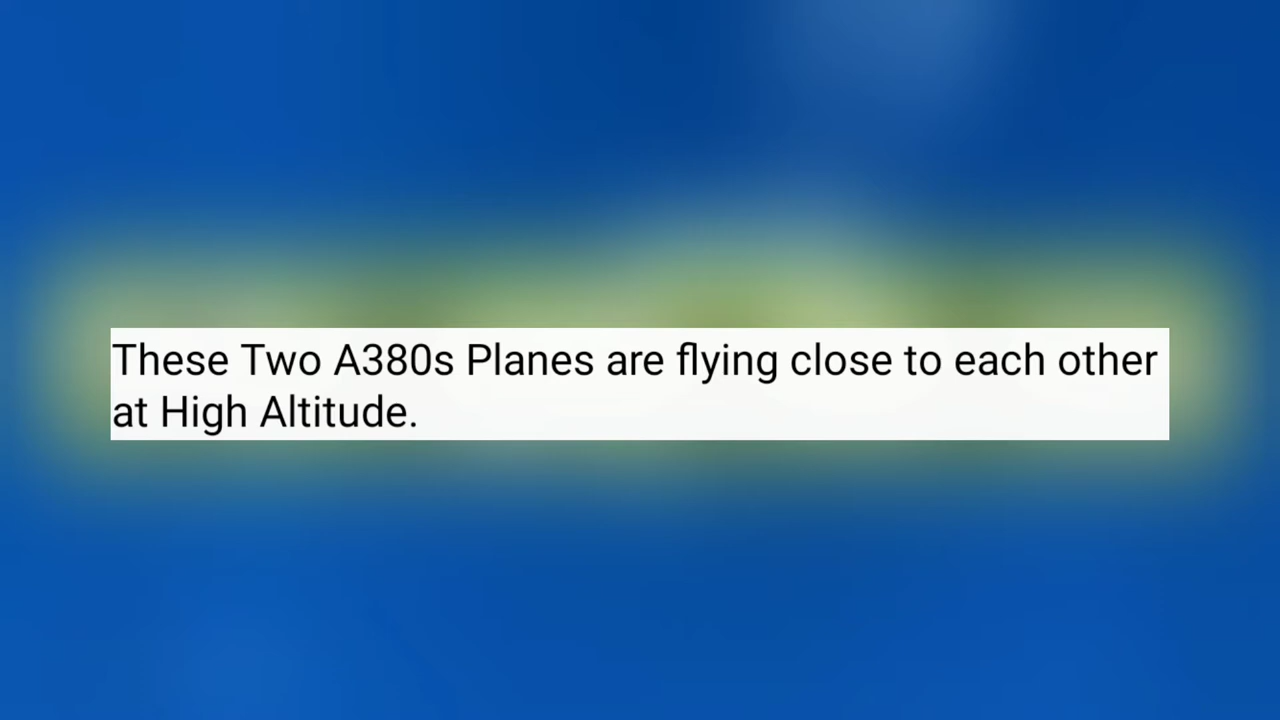 These Two A380s Planes are flying close to each other
at High Altitude.